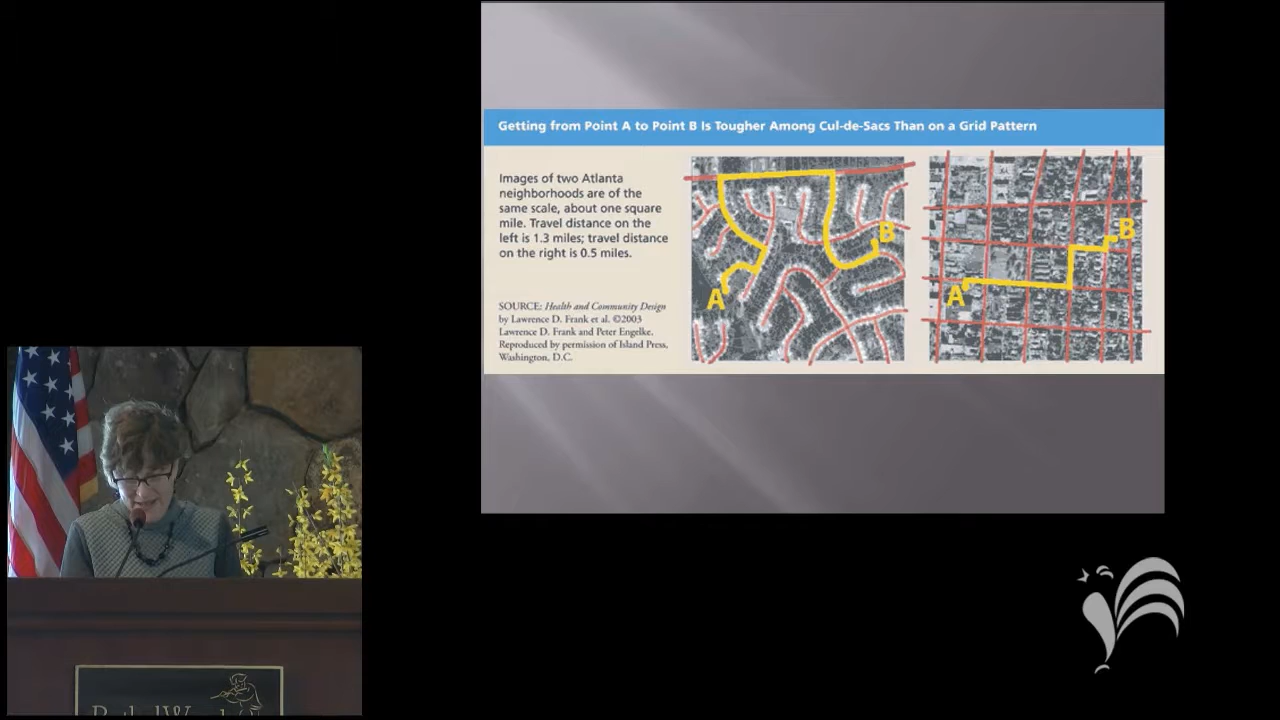 Getting from Point A to Point B Is Tougher Among Cul-de-Sacs Than on a Grid Pattern
Images of two Atlanta
neighborhoods are of the
same scale, about one square
mile. Travel distance on the
left is 1.3 miles; travel distance
on the right is 0.5 miles.
SOURCE: Health and Community Design
by Lawrence D. Frank et al. ©2003
Lawrence D. Frank and Peter Engelke.
Reproduced by permission of Island Press,
Washington, D.C.
A
B
A
B